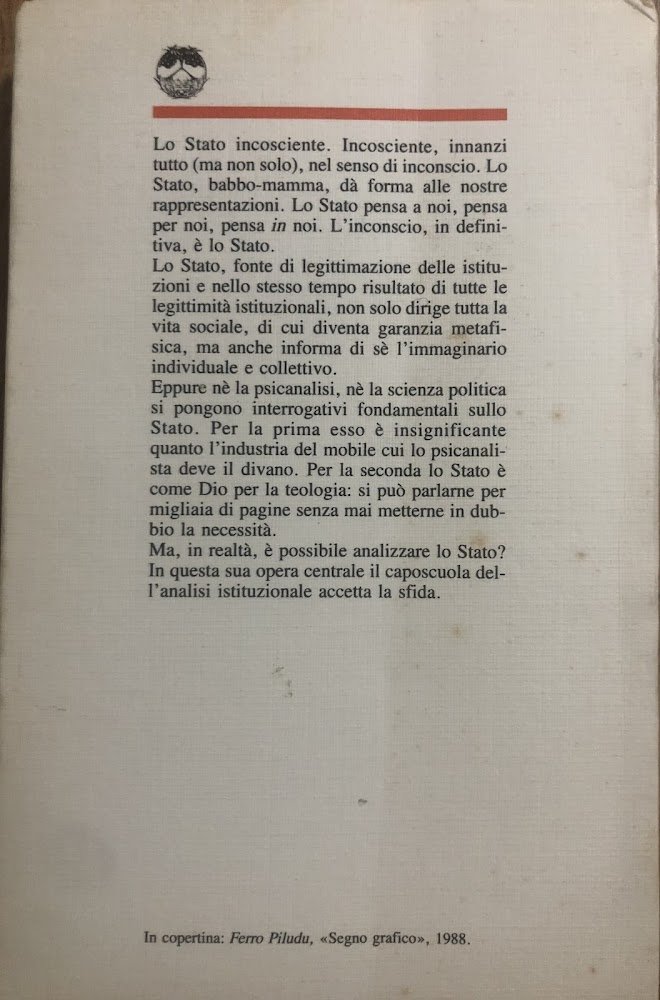 Lo Stato incosciente. Incosciente, innanzi
tutto (ma non solo), nel senso di inconscio. Lo
Stato, babbo-mamma, dà forma alle nostre
rappresentazioni. Lo Stato pensa a noi, pensa
per noi, pensa in noi. L'inconscio, in defini-
tiva, è lo Stato.
Lo Stato, fonte di legittimazione delle istitu-
zioni e nello stesso tempo risultato di tutte le
legittimità istituzionali, non solo dirige tutta la
vita sociale, di cui diventa garanzia metafi-
sica, ma anche informa di sè l'immaginario
individuale e collettivo.
Eppure nè la psicanalisi, nè la scienza politica
si pongono interrogativi fondamentali sullo
Stato. Per la prima esso è insignificante
quanto l'industria del mobile cui lo psicanali-
sta deve il divano. Per la seconda lo Stato è
come Dio per la teologia: si può parlarne per
migliaia di pagine senza mai metterne in dub-
bio la necessità.
Ma, in realtà, è possibile analizzare lo Stato?
In questa sua opera centrale il caposcuola del-
l'analisi istituzionale accetta la sfida.
In copertina: Ferro Piludu, «Segno grafico», 1988.